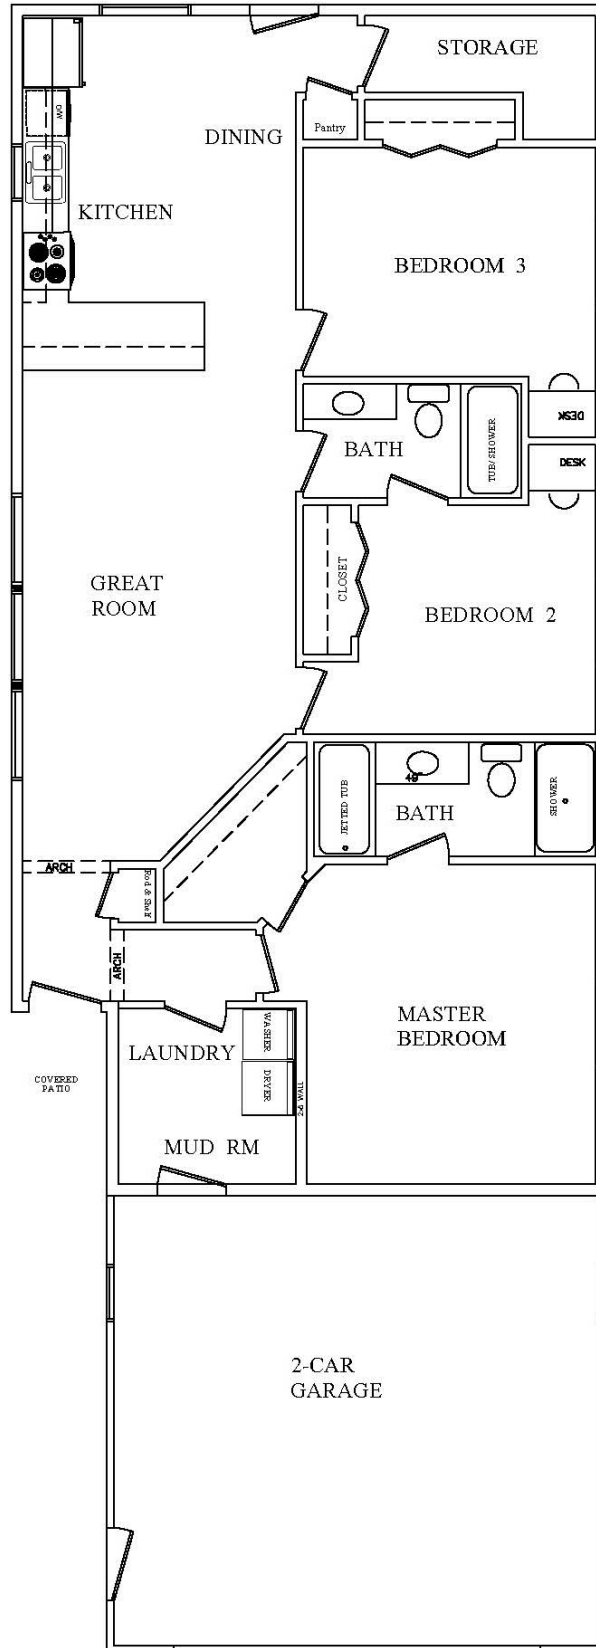 STORAGE
D/W
DINING
Pantry
KITCHEN
BEDROOM 3
DESK
TUB/SHOWER
BATH
DESK
CLOSET
GREAT
ROOM
BEDROOM 2
49"
JETTED TUB
SHOWER
BATH
ARCH
Rod & Shelf
ARCH
MASTER
BEDROOM
WASHER
LAUNDRY
DRYER
COVERED
PATIO
2x6 WALL
MUD RM
2-CAR
GARAGE